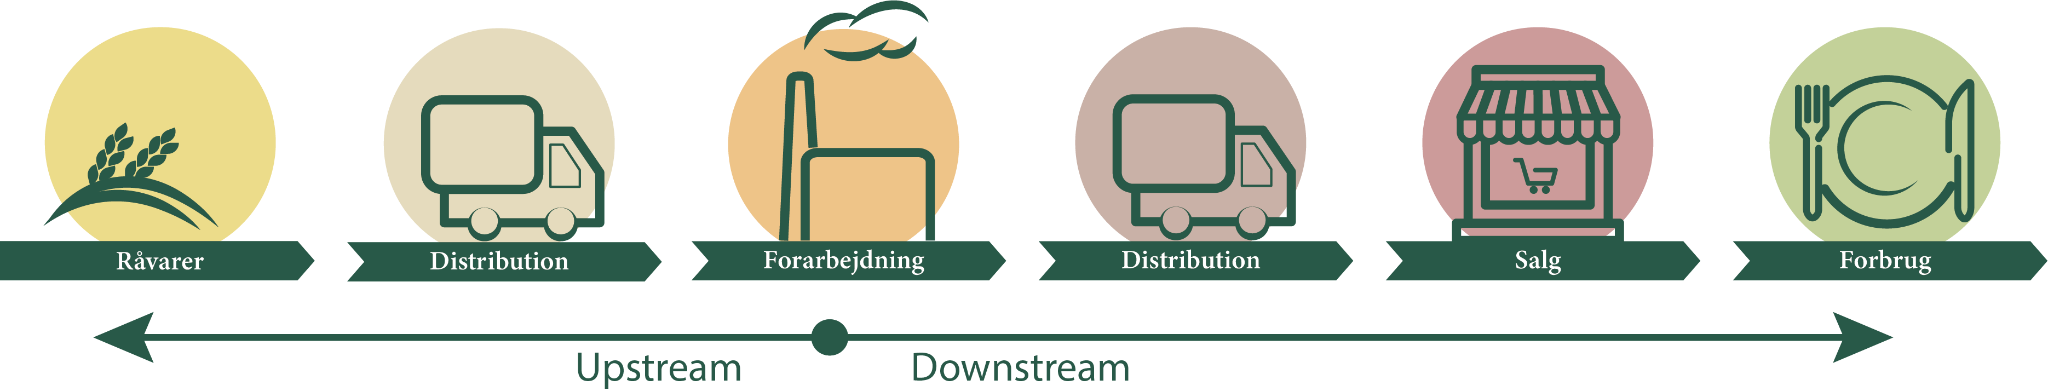 Råvarer
Distribution
Forarbejdning
Distribution
Salg
Forbrug
Upstream
Downstream